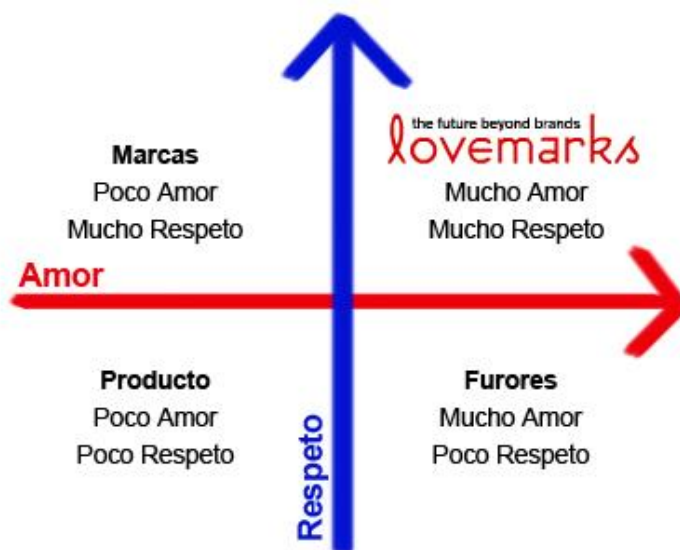 Marcas
Poco Amor
Mucho Respeto
the future beyond brands
lovemarks
Mucho Amor
Mucho Respeto
Amor
Producto
Poco Amor
Poco Respeto
Respeto
Furores
Mucho Amor
Poco Respeto